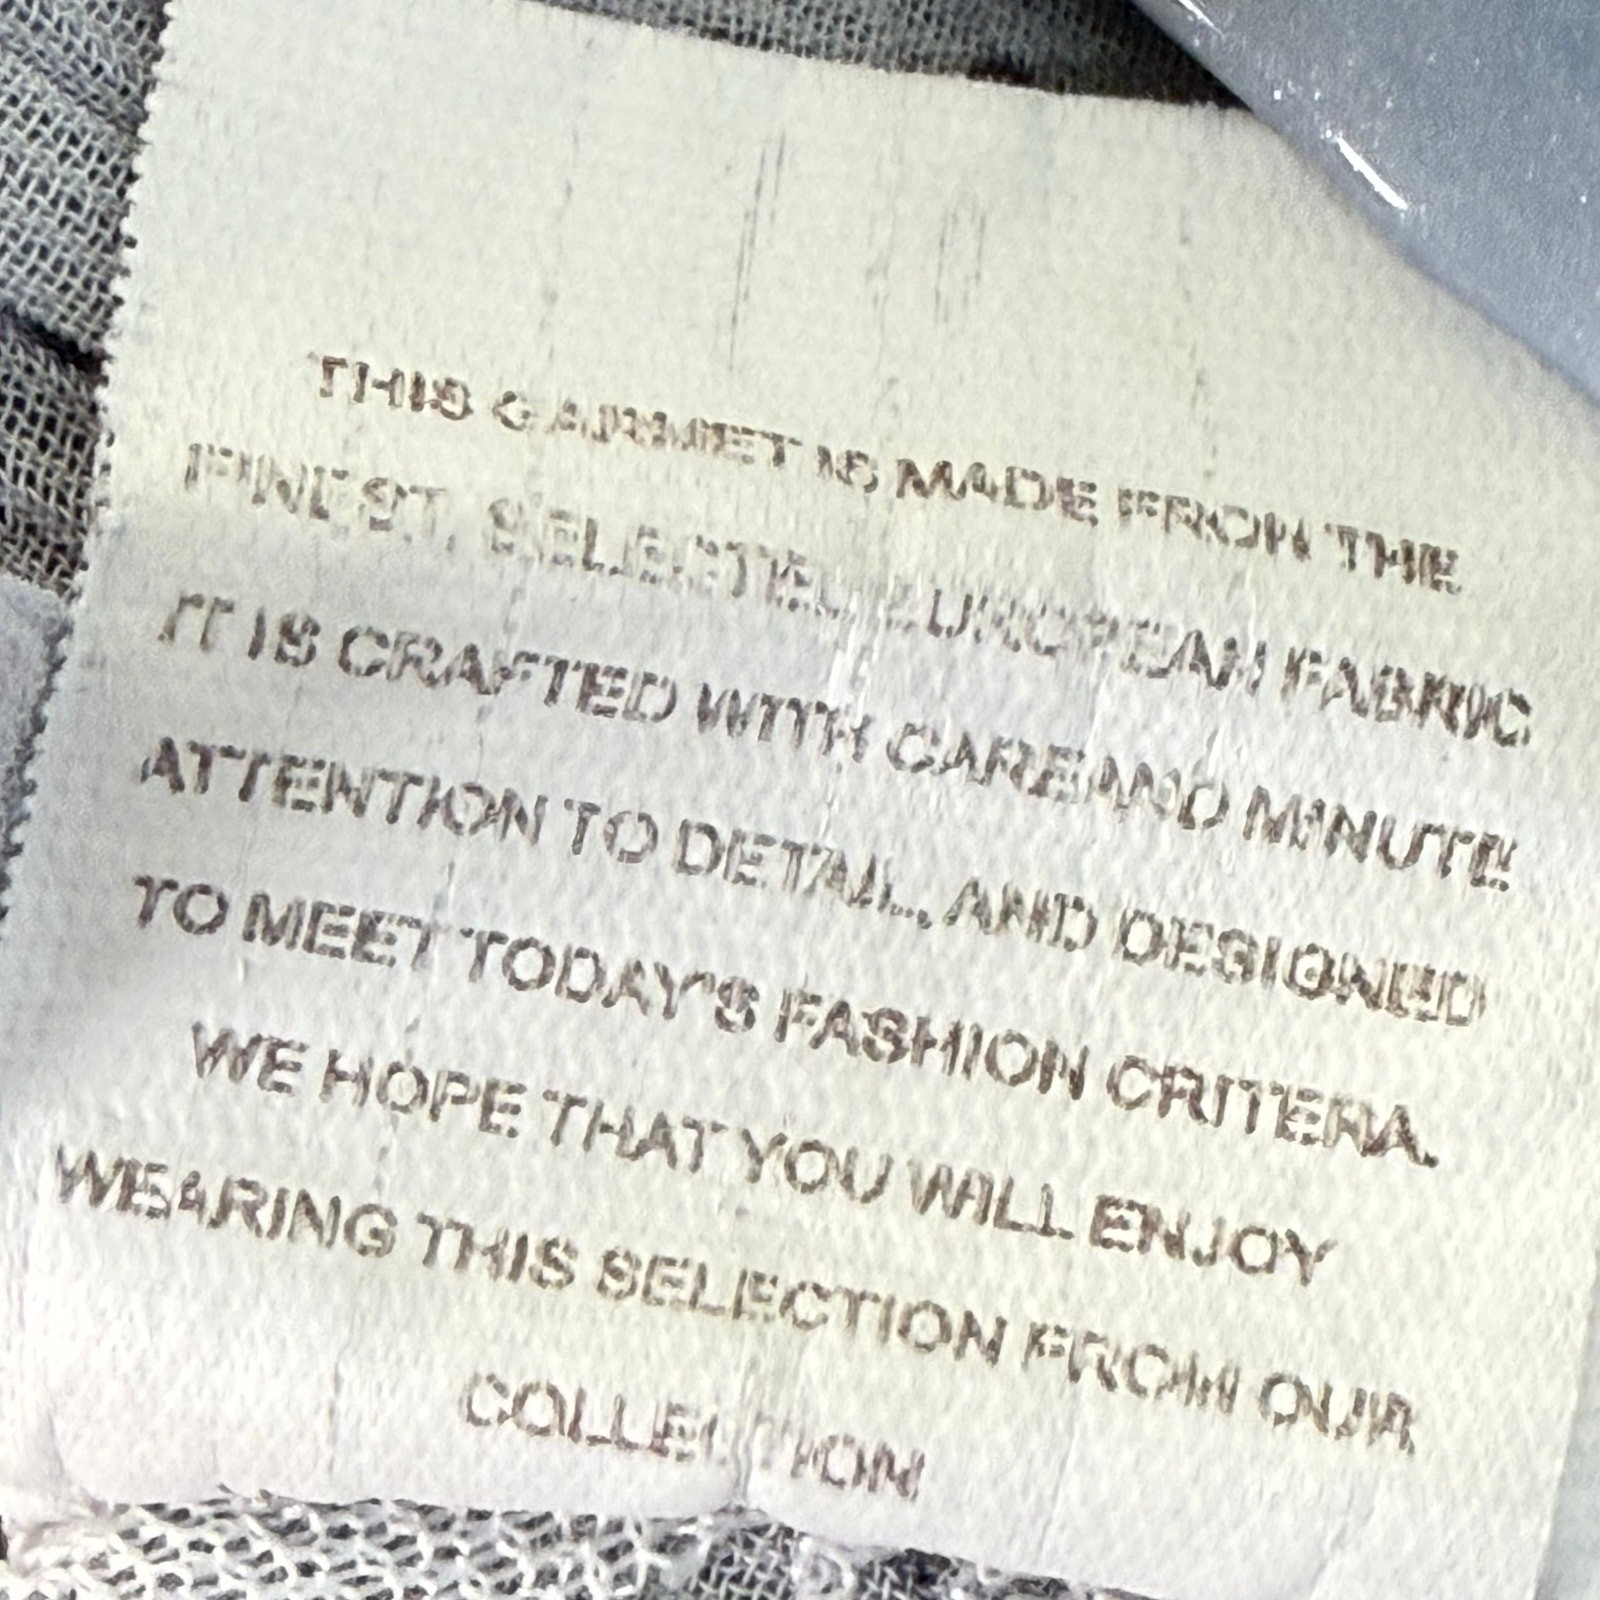 THIS GARMET IS MADE FROM THE
FINEST, SELECTED EUROPEAN FABRIC
IT IS CRAFTED WITH CARE AND MINUTE
ATTENTION TO DETAIL, AND DESIGNED
TO MEET TODAY'S FASHION CRITERA.
WE HOPE THAT YOU WILL ENJOY
WEARING THIS SELECTION FROM OUR
COLLECTION